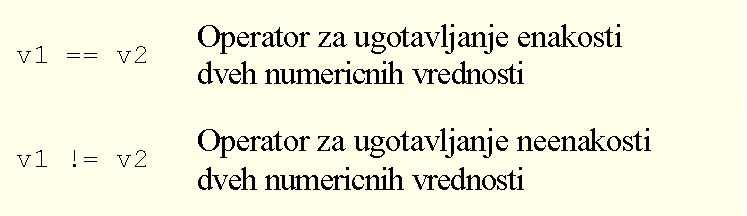 v1 == v2 Operator za ugotavljanje enakosti
dveh numericnih vrednosti
v1 != v2 Operator za ugotavljanje neenakosti
dveh numericnih vrednosti